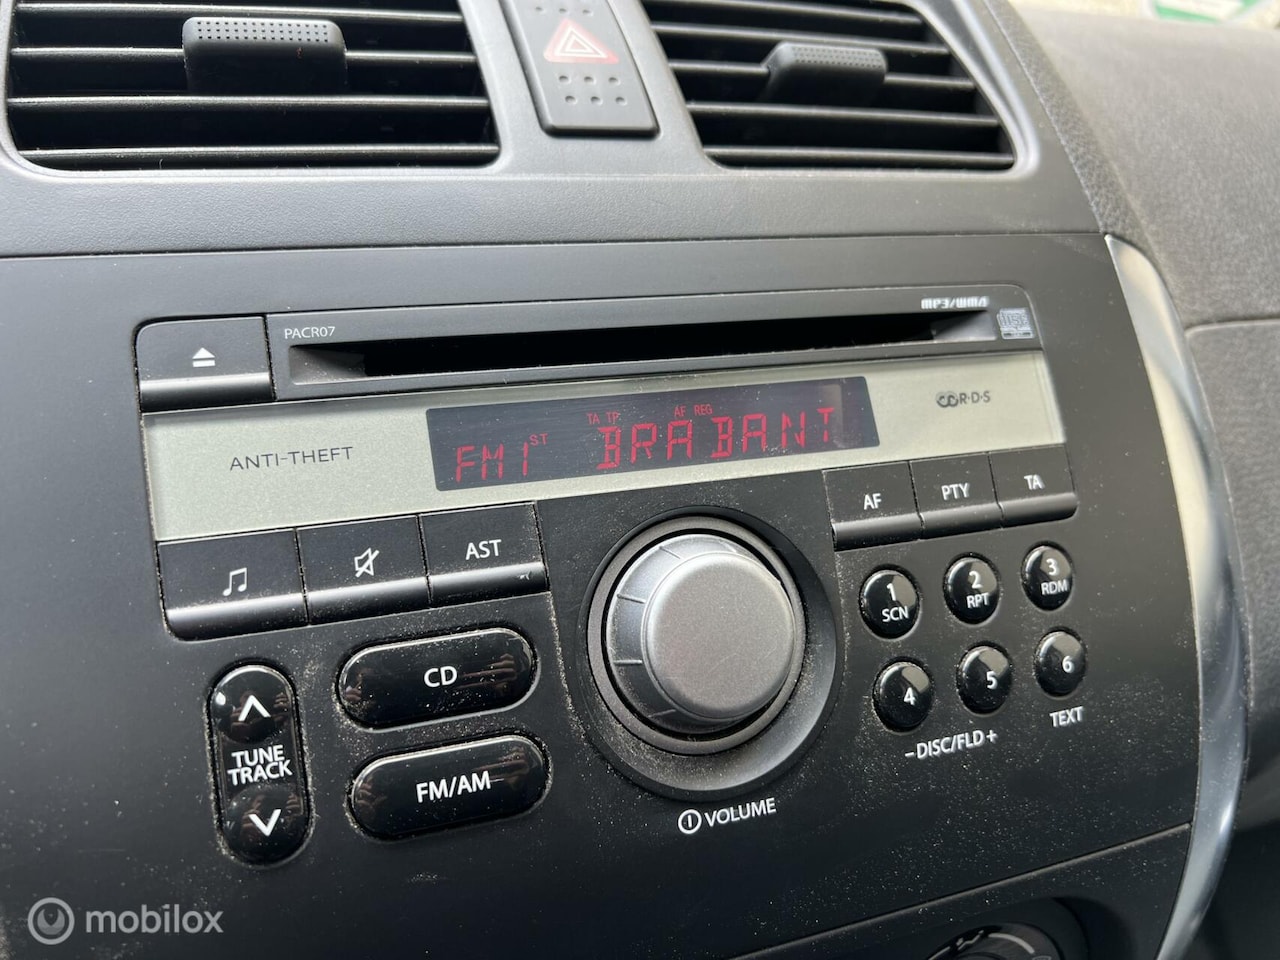 PACR07
MP3/WMA
DISC
ANTI-THEFT
TA TP AF REG
FM1 ST BRABANT
R·D·S
AST
AF PTY TA
1 SCN
2 RPT
3 RDM
4 5 6
– DISC/FLD +
TEXT
CD
FM/AM
TUNE
TRACK
VOLUME
mobilox